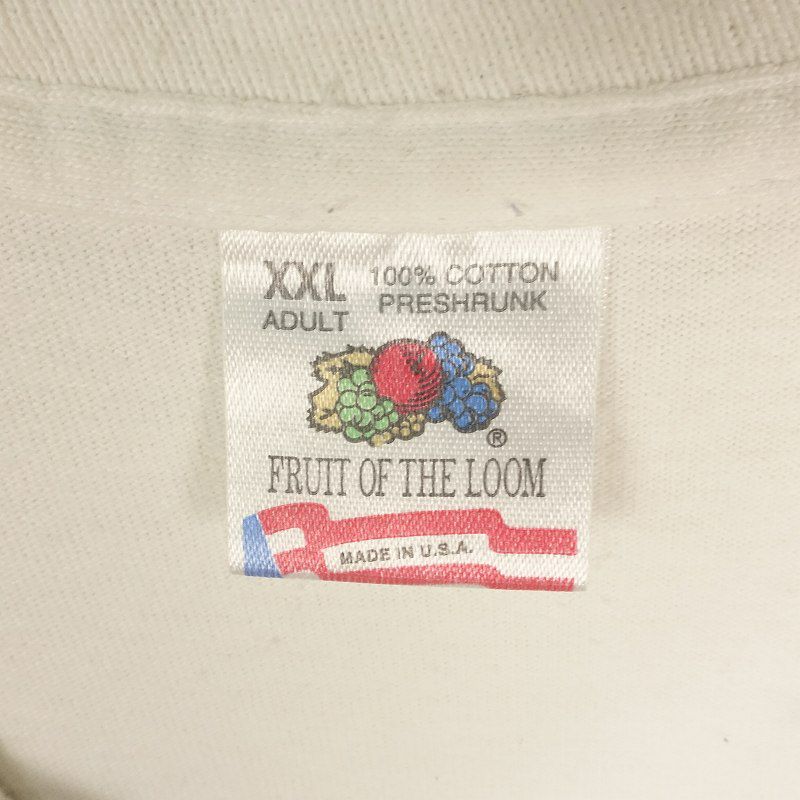 XXL 100% COTTON
ADULT PRESHRUNK
®
FRUIT OF THE LOOM
MADE IN U.S.A.